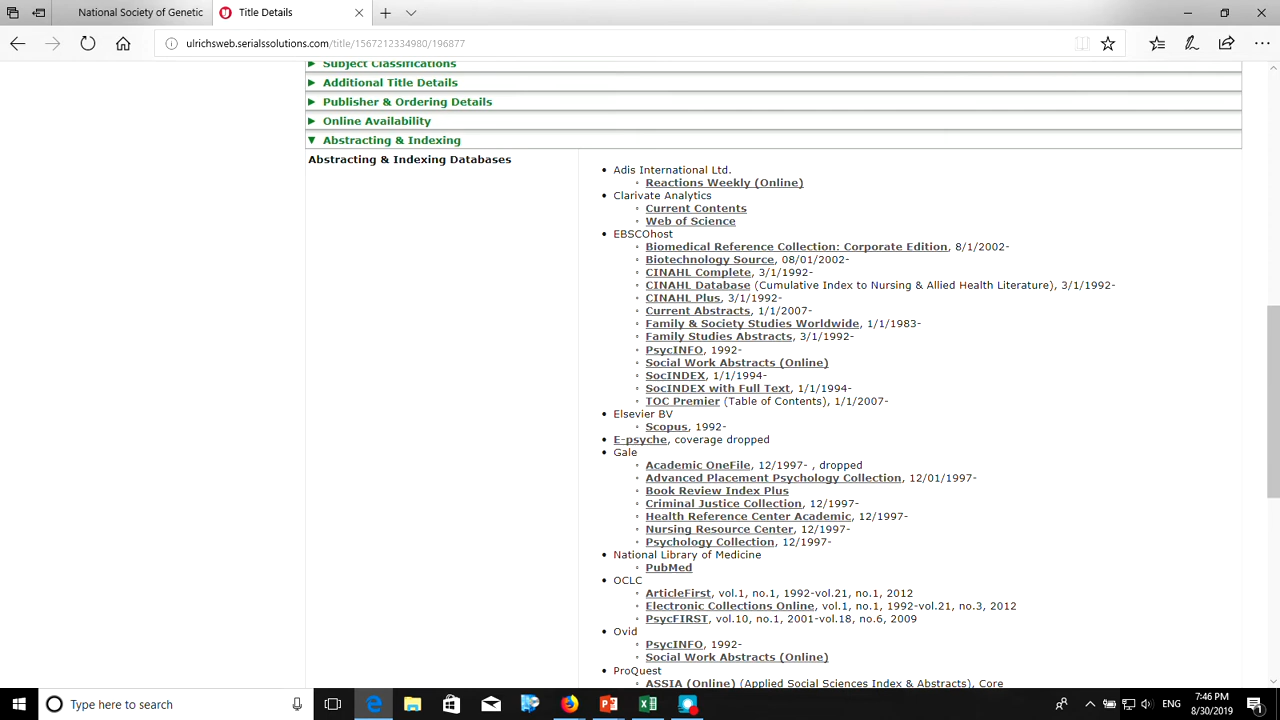 National Society of Genetic
Title Details
ulrichsweb.serialssolutions.com/title/1567212334980/196877
Subject Classifications
Additional Title Details
Publisher & Ordering Details
Online Availability
Abstracting & Indexing
Abstracting & Indexing Databases
Adis International Ltd.
Reactions Weekly (Online)
Clarivate Analytics
Current Contents
Web of Science
EBSCOhost
Biomedical Reference Collection: Corporate Edition, 8/1/2002-
Biotechnology Source, 08/01/2002-
CINAHL Complete, 3/1/1992-
CINAHL Database (Cumulative Index to Nursing & Allied Health Literature), 3/1/1992-
CINAHL Plus, 3/1/1992-
Current Abstracts, 1/1/2007-
Family & Society Studies Worldwide, 1/1/1983-
Family Studies Abstracts, 3/1/1992-
PsycINFO, 1992-
Social Work Abstracts (Online)
SocINDEX, 1/1/1994-
SocINDEX with Full Text, 1/1/1994-
TOC Premier (Table of Contents), 1/1/2007-
Elsevier BV
Scopus, 1992-
E-psyche, coverage dropped
Gale
Academic OneFile, 12/1997- , dropped
Advanced Placement Psychology Collection, 12/01/1997-
Book Review Index Plus
Criminal Justice Collection, 12/1997-
Health Reference Center Academic, 12/1997-
Nursing Resource Center, 12/1997-
Psychology Collection, 12/1997-
National Library of Medicine
PubMed
OCLC
ArticleFirst, vol.1, no.1, 1992-vol.21, no.1, 2012
Electronic Collections Online, vol.1, no.1, 1992-vol.21, no.3, 2012
PsycFIRST, vol.10, no.1, 2001-vol.18, no.6, 2009
Ovid
PsycINFO, 1992-
Social Work Abstracts (Online)
ProQuest
ASSIA (Online) (Applied Social Sciences Index & Abstracts), Core
Type here to search
ENG
7:46 PM
8/30/2019
1